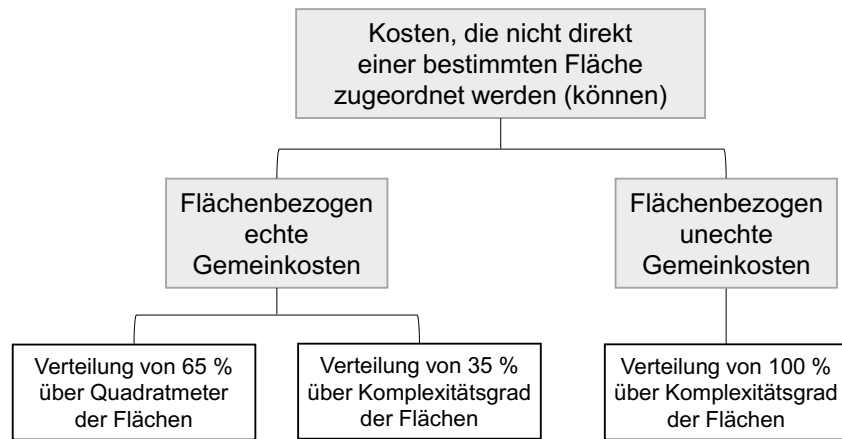 Kosten, die nicht direkt
einer bestimmten Fläche
zugeordnet werden (können)
Flächenbezogen
echte
Gemeinkosten
Flächenbezogen
unechte
Gemeinkosten
Verteilung von 65 %
über Quadratmeter
der Flächen
Verteilung von 35 %
über Komplexitätsgrad
der Flächen
Verteilung von 100 %
über Komplexitätsgrad
der Flächen